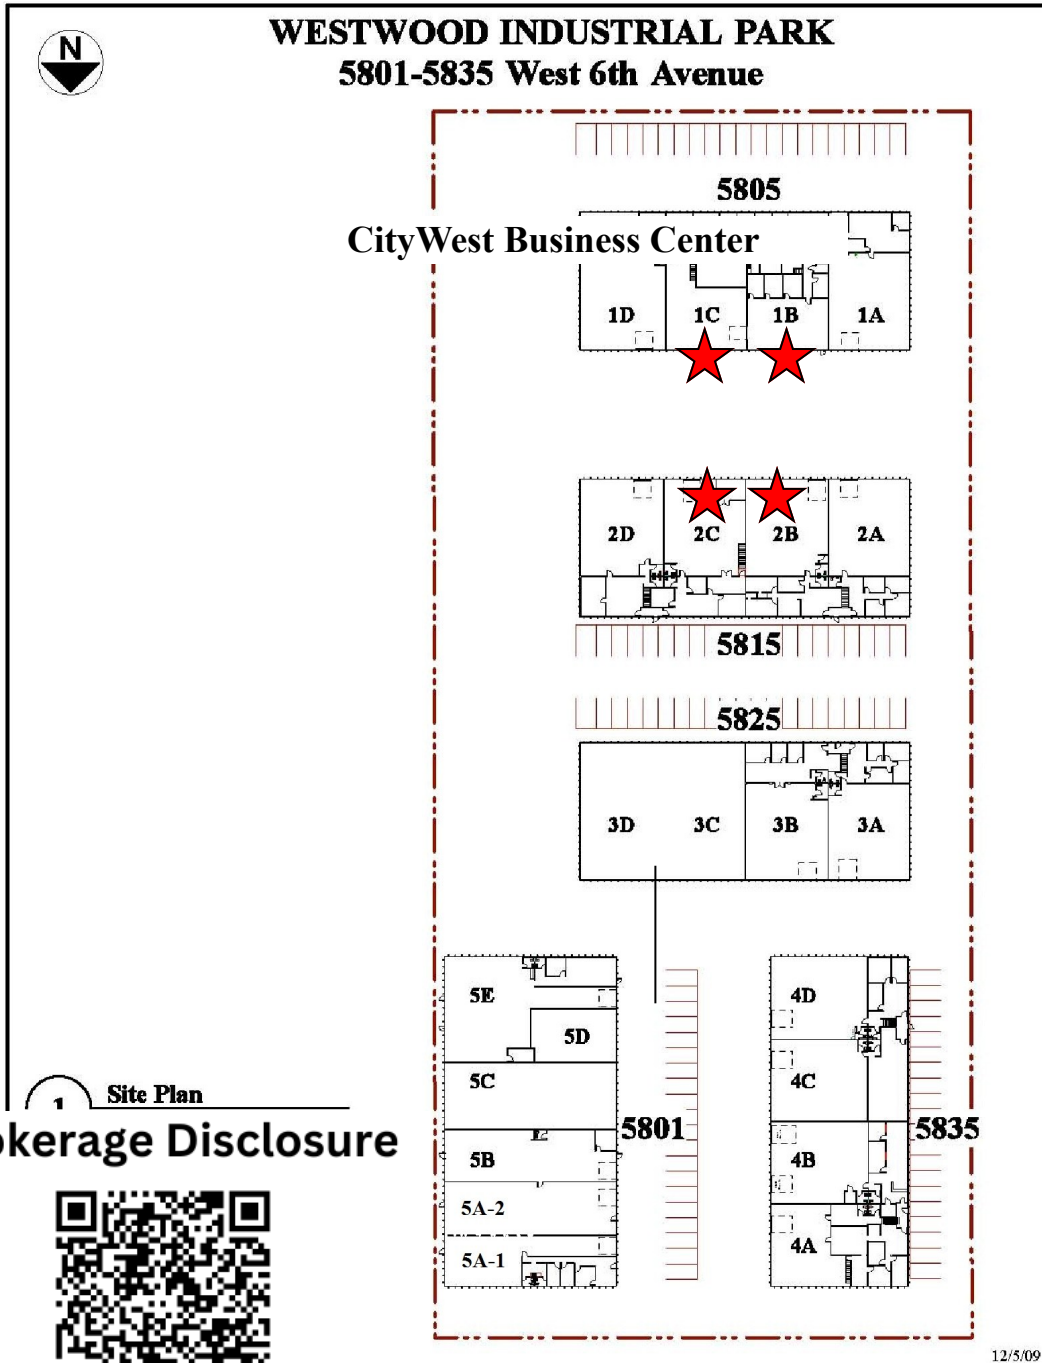 N
WESTWOOD INDUSTRIAL PARK
5801-5835 West 6th Avenue
5805
CityWest Business Center
1D 1C 1B 1A
2D 2C 2B 2A
5815
5825
3D 3C 3B 3A
5E 4D
5D
5C 4C
Site Plan
1
5801 5835
okerage Disclosure
5B 4B
5A-2
4A
5A-1
12/5/09